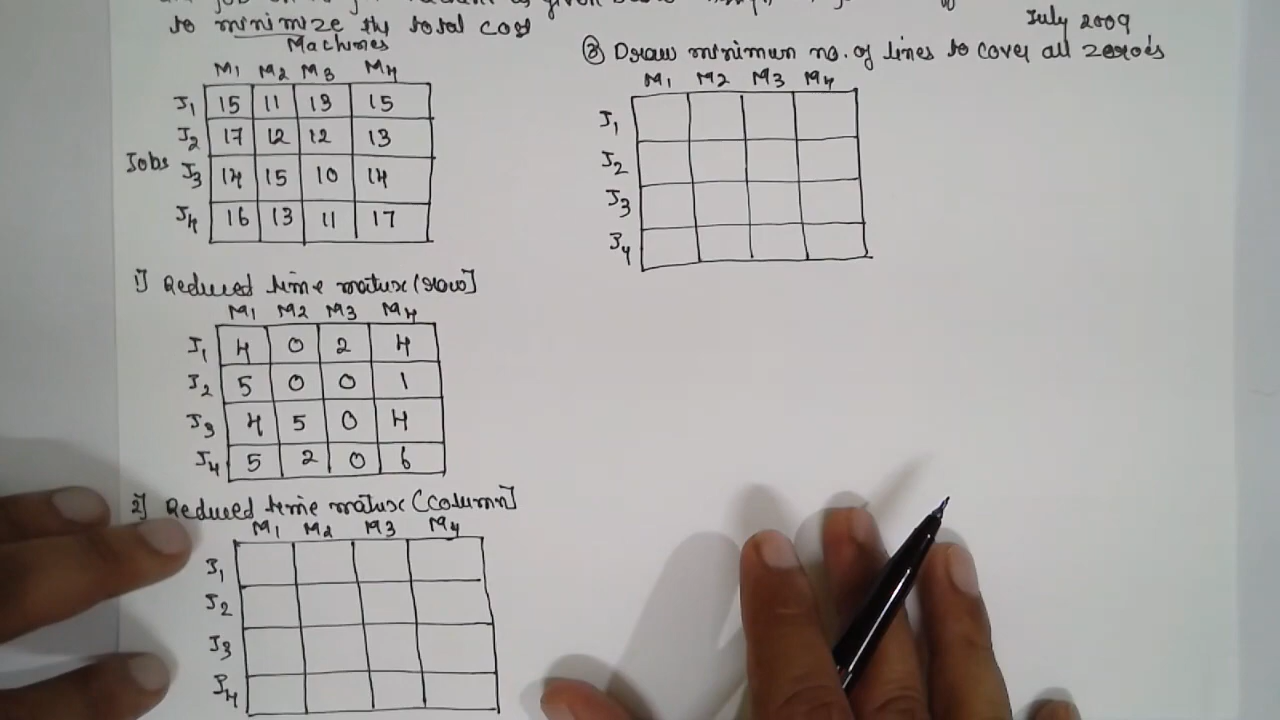 to minimize the total cost
July 2009
Machines
M1 M2 M3 M4
J1 15 11 13 15
J2 17 12 12 13
Jobs J3 14 15 10 14
J4 16 13 11 17
1] Reduced time matrix (row]
M1 M2 M3 M4
J1 4 0 2 4
J2 5 0 0 1
J3 4 5 0 4
J4 5 2 0 6
2] Reduced time matrix (column]
M1 M2 M3 M4
J1
J2
J3
J4
③ Draw minimum no. of lines to cover all zero's
M1 M2 M3 M4
J1
J2
J3
J4